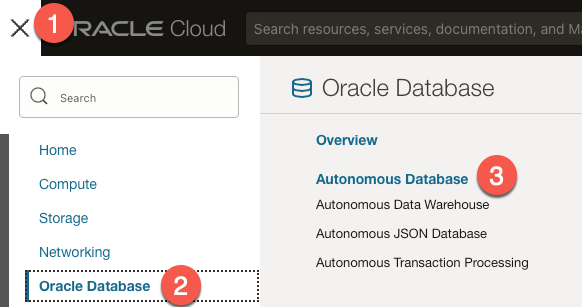 1
ORACLE Cloud
Search resources, services, documentation, and Ma
Search
Home
Compute
Storage
Networking
Oracle Database
2
Oracle Database
Overview
Autonomous Database
3
Autonomous Data Warehouse
Autonomous JSON Database
Autonomous Transaction Processing